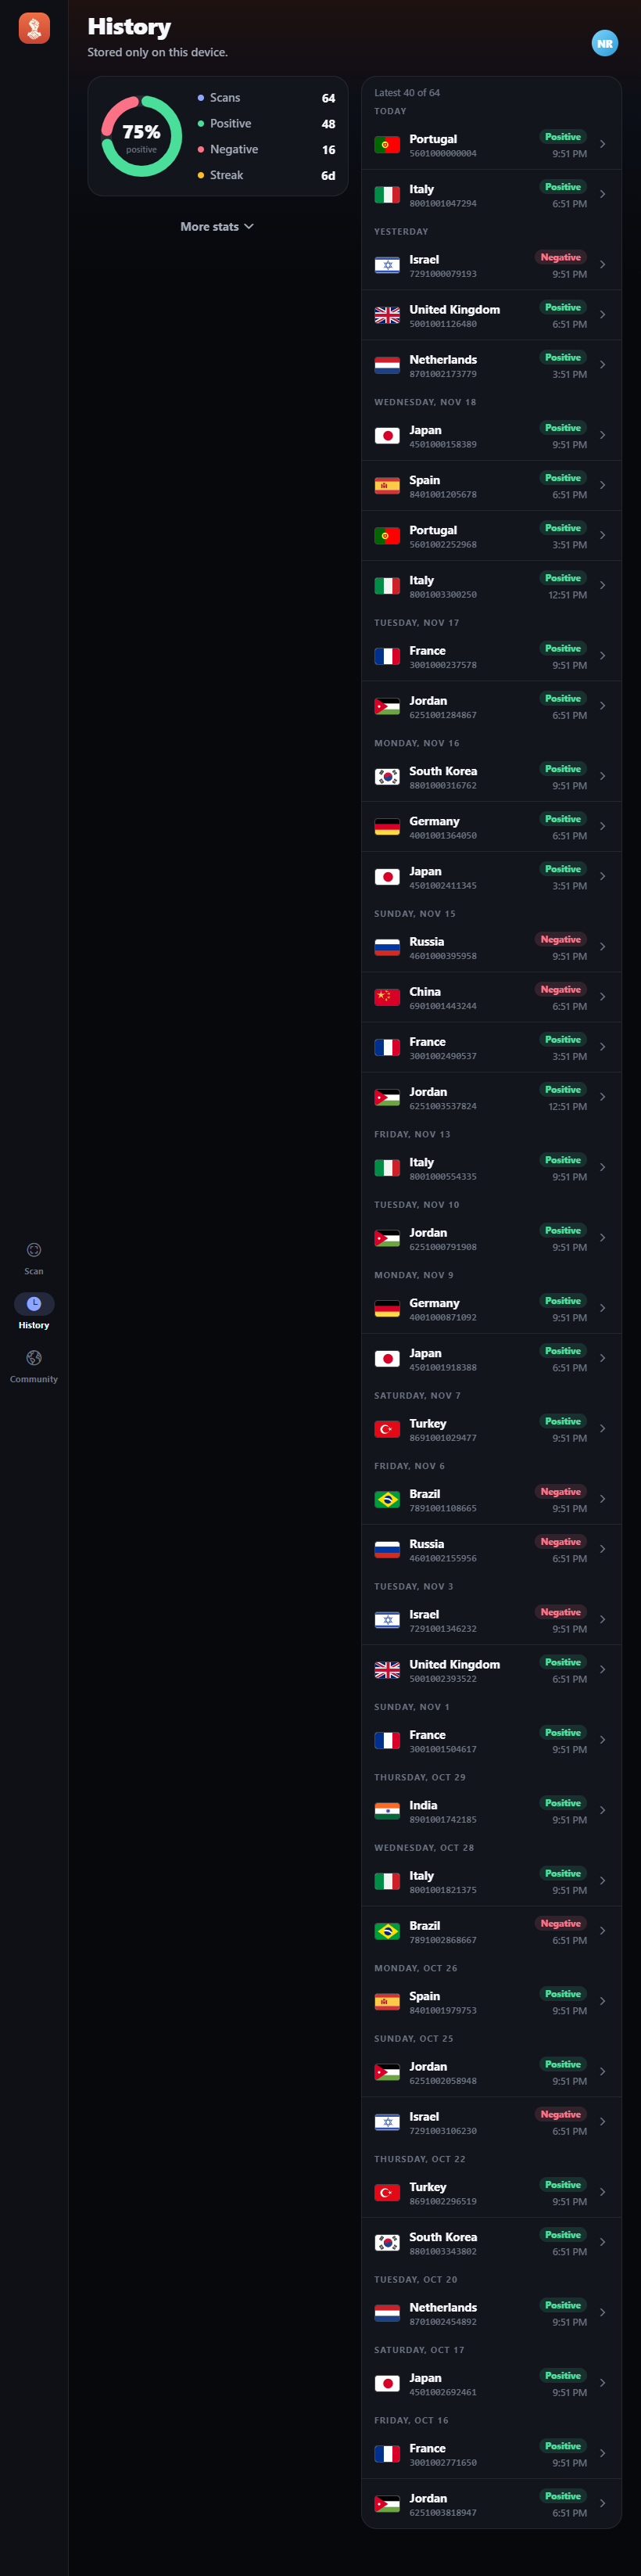 History
Stored only on this device.
NR
75%
positive
Scans 64
Positive 48
Negative 16
Streak 6d
More stats
Latest 40 of 64
TODAY
Portugal Positive
5601000000004 9:51 PM
Italy Positive
8001001047294 6:51 PM
YESTERDAY
Israel Negative
7291000079193 9:51 PM
United Kingdom Positive
5001001126480 6:51 PM
Netherlands Positive
8701002173779 3:51 PM
WEDNESDAY, NOV 18
Japan Positive
4501000158389 9:51 PM
Spain Positive
8401001205678 6:51 PM
Portugal Positive
5601002252968 3:51 PM
Italy Positive
8001003300250 12:51 PM
TUESDAY, NOV 17
France Positive
3001000237578 9:51 PM
Jordan Positive
6251001284867 6:51 PM
MONDAY, NOV 16
South Korea Positive
8801000316762 9:51 PM
Germany Positive
4001001364050 6:51 PM
Japan Positive
4501002411345 3:51 PM
SUNDAY, NOV 15
Russia Negative
4601000395958 9:51 PM
China Negative
6901001443244 6:51 PM
France Positive
3001002490537 3:51 PM
Jordan Positive
6251003537824 12:51 PM
FRIDAY, NOV 13
Italy Positive
8001000554335 9:51 PM
TUESDAY, NOV 10
Jordan Positive
6251000791908 9:51 PM
MONDAY, NOV 9
Germany Positive
4001000871092 9:51 PM
Japan Positive
4501001918388 6:51 PM
SATURDAY, NOV 7
Turkey Positive
8691001029477 9:51 PM
FRIDAY, NOV 6
Brazil Negative
7891001108665 9:51 PM
Russia Negative
4601002155956 6:51 PM
TUESDAY, NOV 3
Israel Negative
7291001346232 9:51 PM
United Kingdom Positive
5001002393522 6:51 PM
SUNDAY, NOV 1
France Positive
3001001504617 9:51 PM
THURSDAY, OCT 29
India Positive
8901001742185 9:51 PM
WEDNESDAY, OCT 28
Italy Positive
8001001821375 9:51 PM
Brazil Negative
7891002868667 6:51 PM
MONDAY, OCT 26
Spain Positive
8401001979753 9:51 PM
SUNDAY, OCT 25
Jordan Positive
6251002058948 9:51 PM
Israel Negative
7291003106230 6:51 PM
THURSDAY, OCT 22
Turkey Positive
8691002296519 9:51 PM
South Korea Positive
8801003343802 6:51 PM
TUESDAY, OCT 20
Netherlands Positive
8701002454892 9:51 PM
SATURDAY, OCT 17
Japan Positive
4501002692461 9:51 PM
FRIDAY, OCT 16
France Positive
3001002771650 9:51 PM
Jordan Positive
6251003818947 6:51 PM
Scan
History
Community